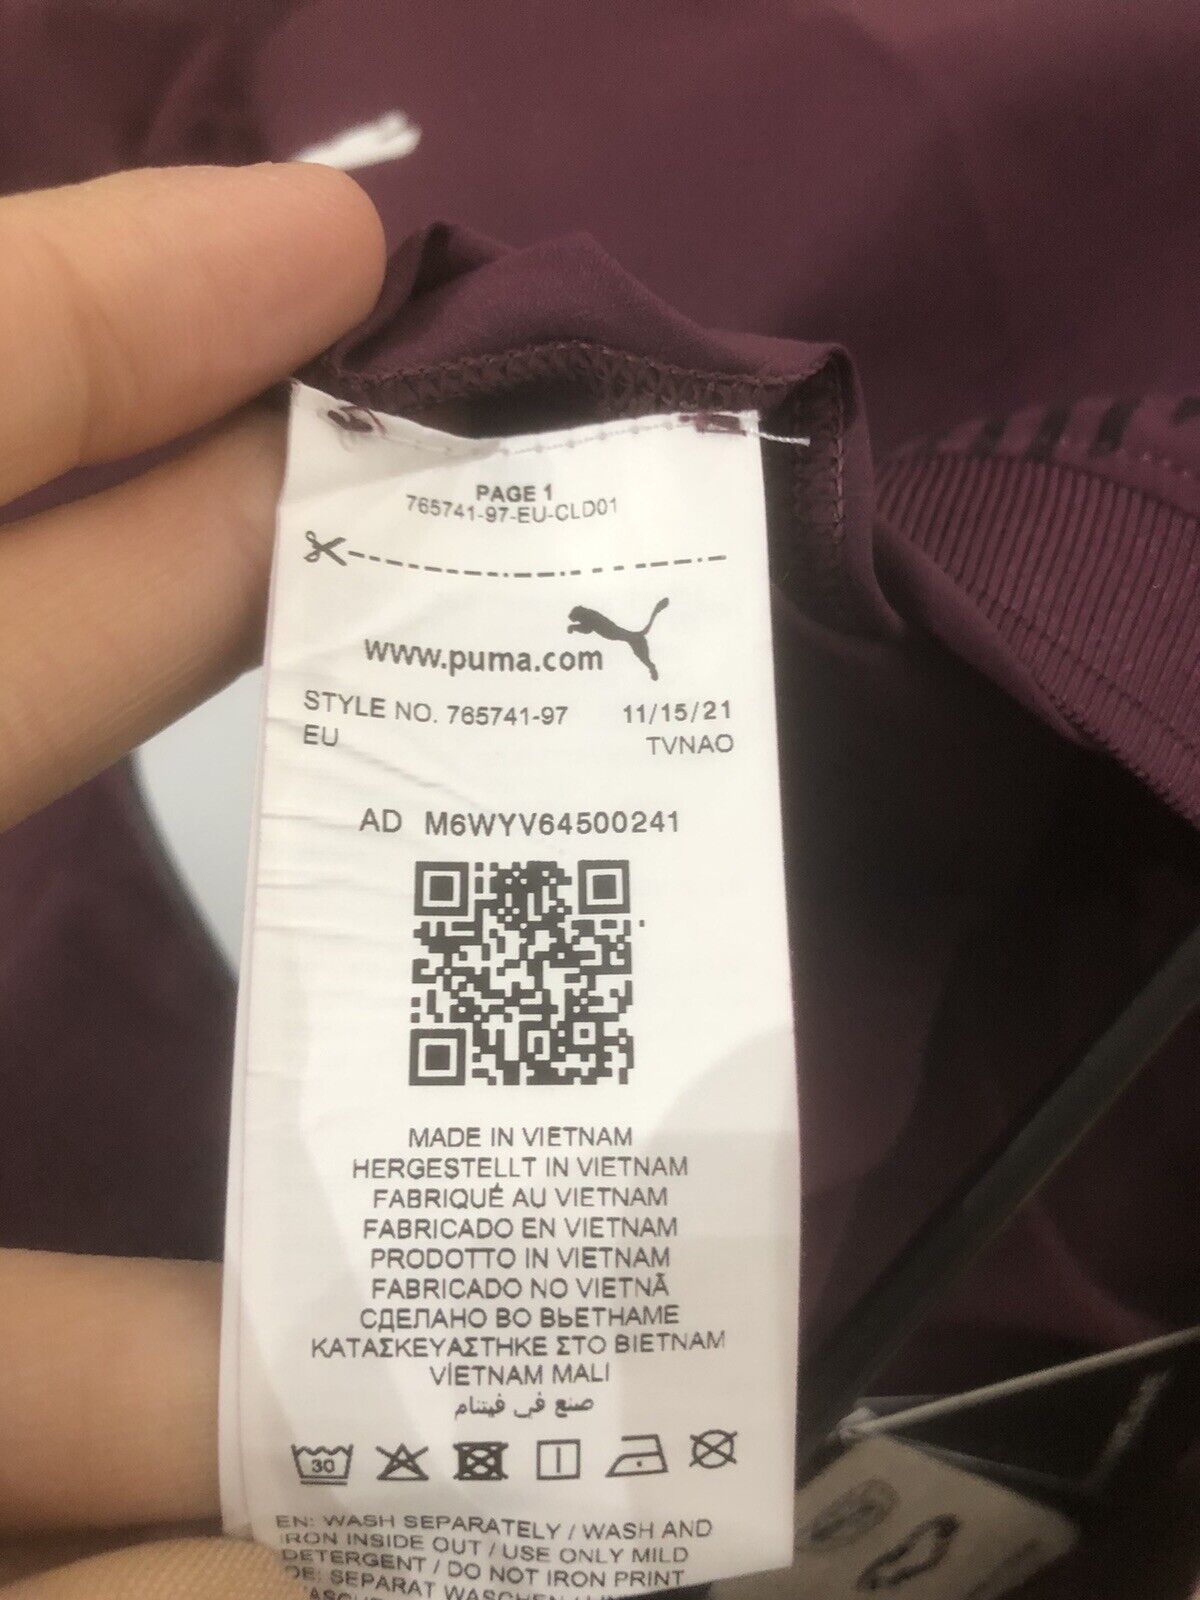 PAGE 1
765741-97-EU-CLD01
www.puma.com
STYLE NO. 765741-97 11/15/21
EU TVNAO
AD M6WYV64500241
MADE IN VIETNAM
HERGESTELLT IN VIETNAM
FABRIQUÉ AU VIETNAM
FABRICADO EN VIETNAM
PRODOTTO IN VIETNAM
FABRICADO NO VIETNÃ
СДЕЛАНО ВО ВЬЕТНАМЕ
ΚΑΤΑΣΚΕΥΑΣΤΗΚΕ ΣΤΟ ΒΙΕΤΝΑΜ
VİETNAM MALI
صنع في فيتنام
30
EN: WASH SEPARATELY / WASH AND
IRON INSIDE OUT / USE ONLY MILD
DETERGENT / DO NOT IRON PRINT
DE: SEPARAT WASCHEN /